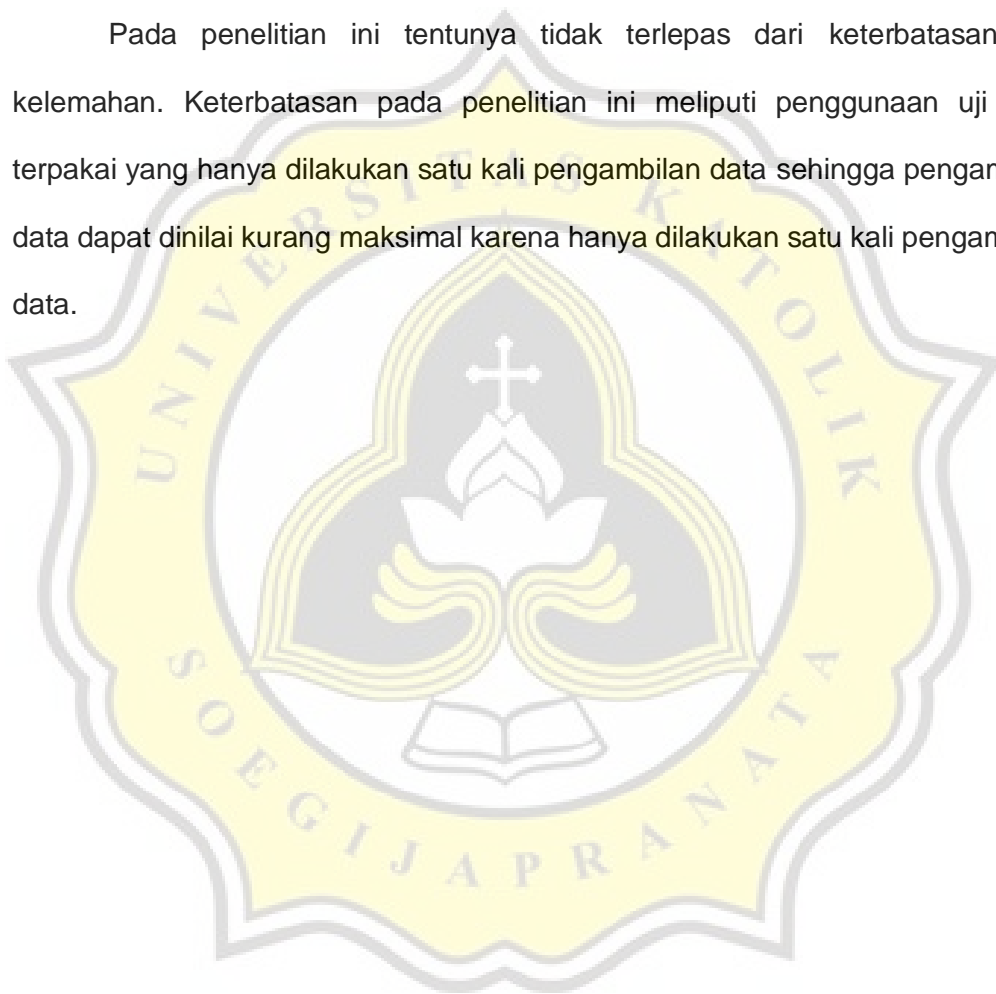 Pada penelitian ini tentunya tidak terlepas dari keterbatasan
kelemahan. Keterbatasan pada penelitian ini meliputi penggunaan uji
terpakai yang hanya dilakukan satu kali pengambilan data sehingga
data dapat dinilai kurang maksimal karena hanya dilakukan satu kali
data.
UNIVERSITAS KATOLIK
SOEGIJAPRANATA